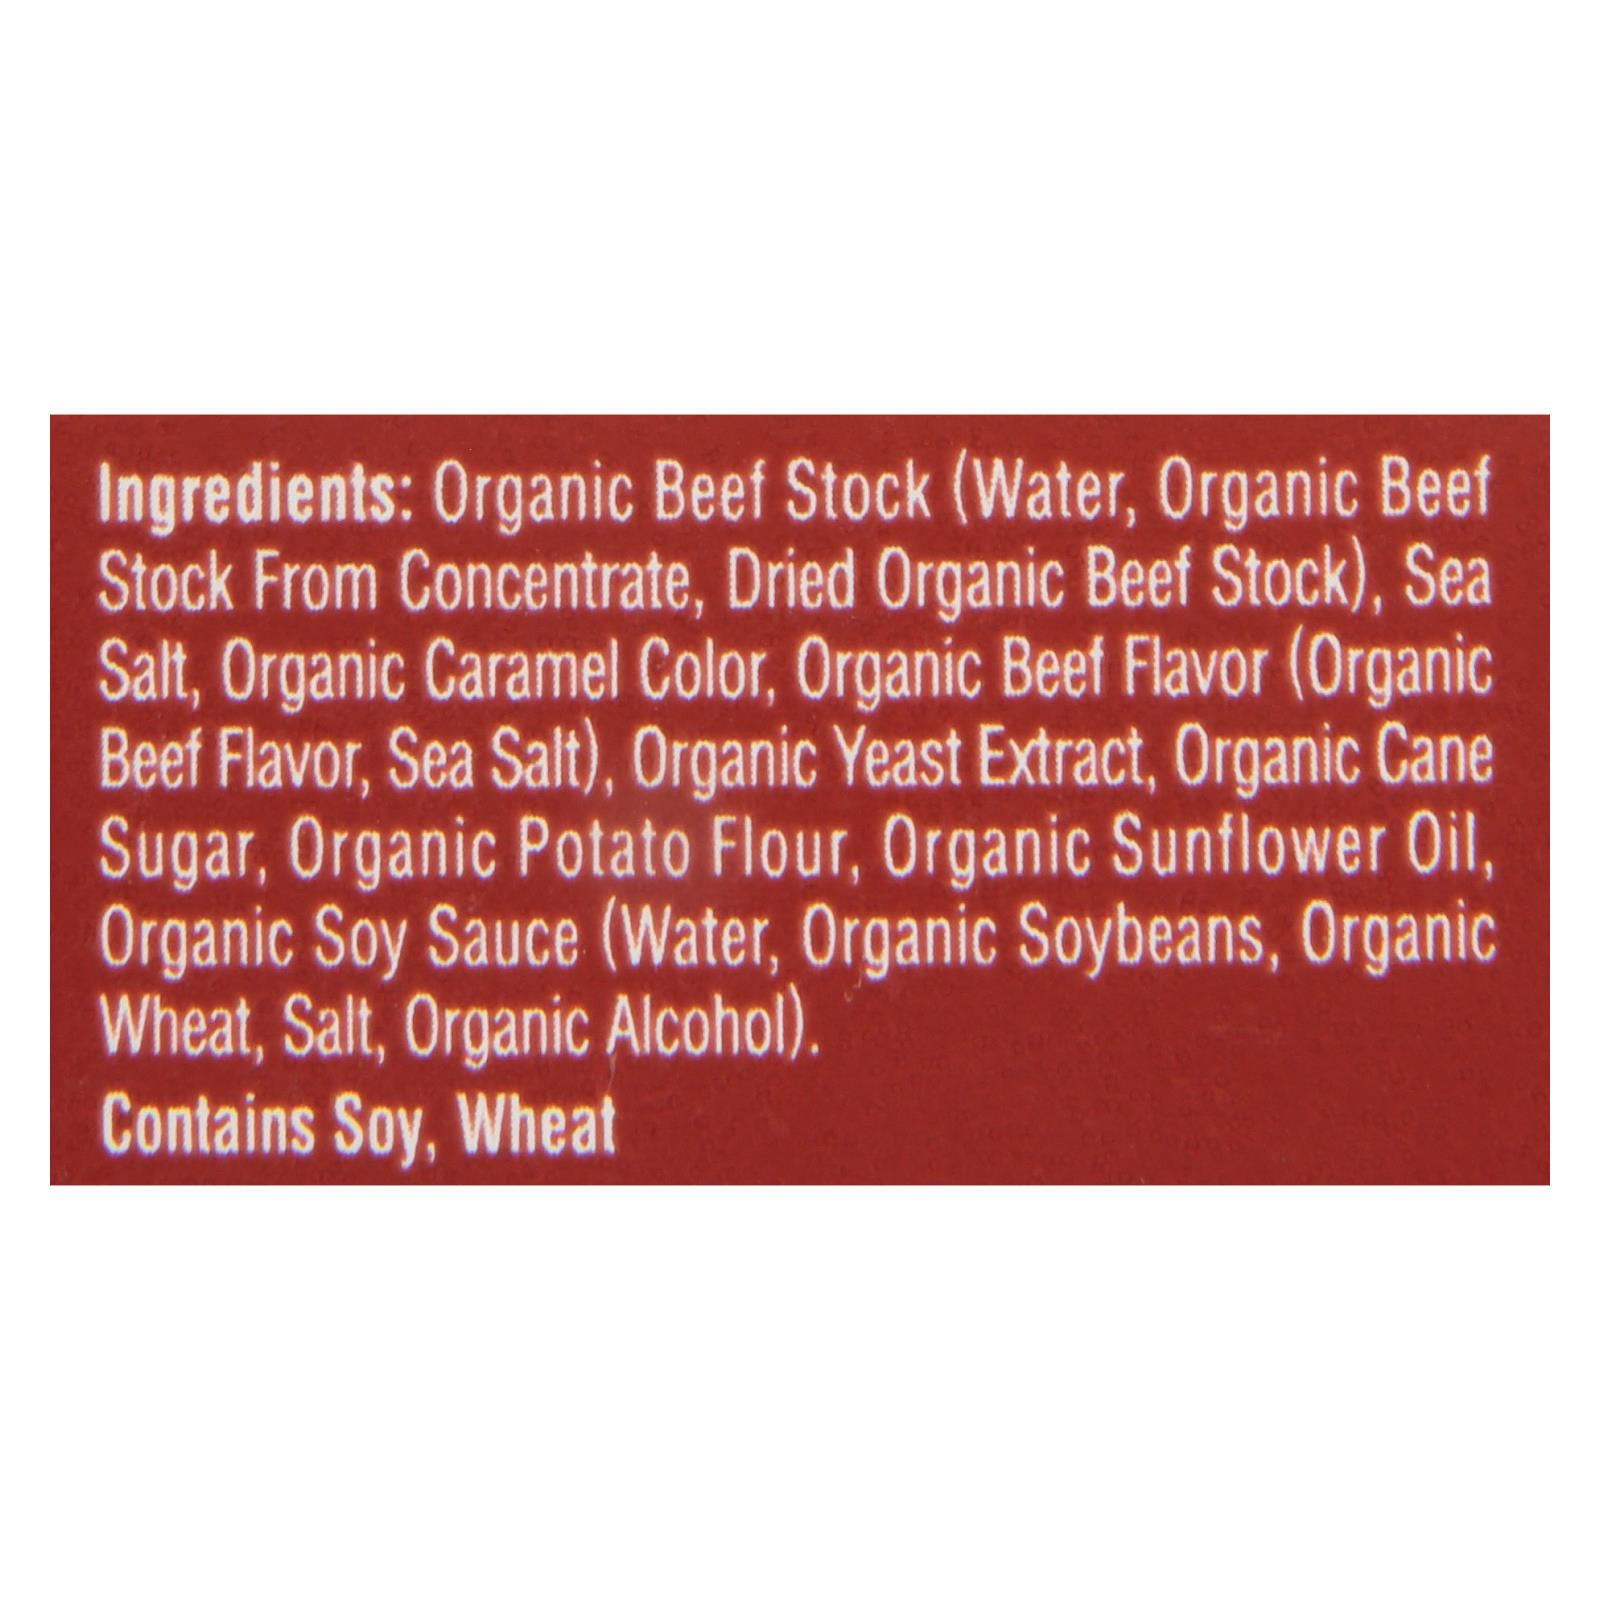 Ingredients: Organic Beef Stock (Water, Organic Beef
Stock From Concentrate, Dried Organic Beef Stock), Sea
Salt, Organic Caramel Color, Organic Beef Flavor (Organic
Beef Flavor, Sea Salt), Organic Yeast Extract, Organic Cane
Sugar, Organic Potato Flour, Organic Sunflower Oil,
Organic Soy Sauce (Water, Organic Soybeans, Organic
Wheat, Salt, Organic Alcohol).
Contains Soy, Wheat